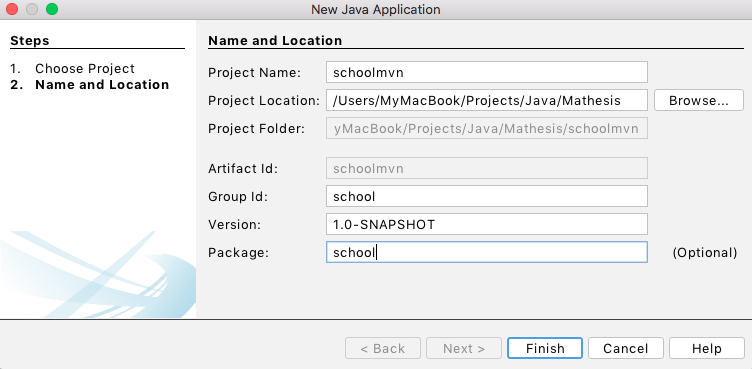 New Java Application
Steps
1. Choose Project
2. Name and Location
Name and Location
Project Name: schoolmvn
Project Location: /Users/MyMacBook/Projects/Java/Mathesis Browse...
Project Folder: yMacBook/Projects/Java/Mathesis/schoolmvn
Artifact Id: schoolmvn
Group Id: school
Version: 1.0-SNAPSHOT
Package: school (Optional)
< Back Next > Finish Cancel Help